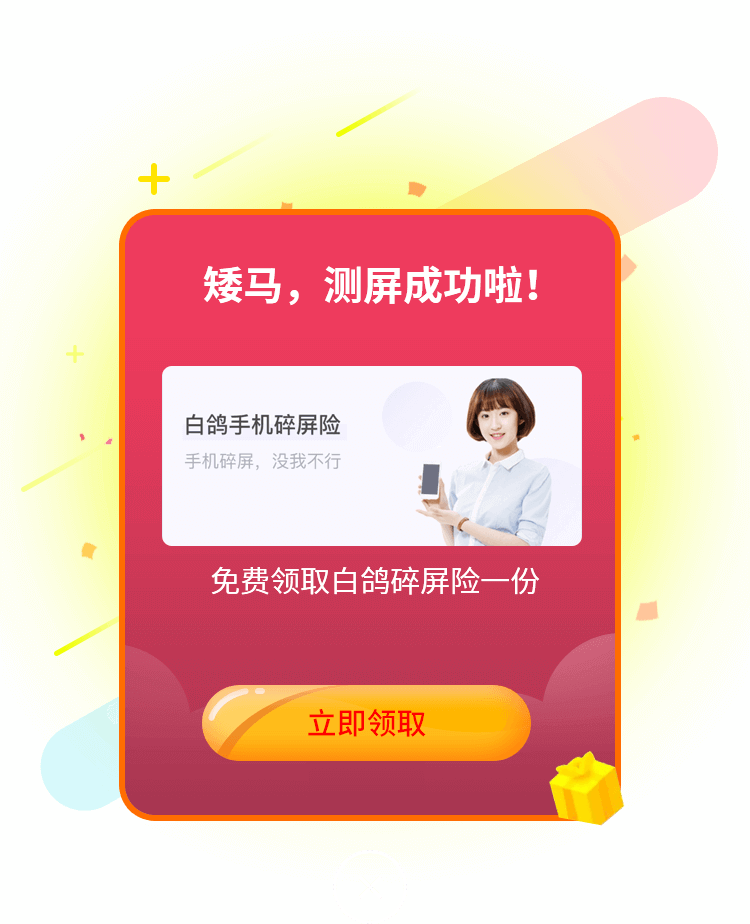 矮马，测屏成功啦！
白鸽手机碎屏险
手机碎屏，没我不行
免费领取白鸽碎屏险一份
立即领取